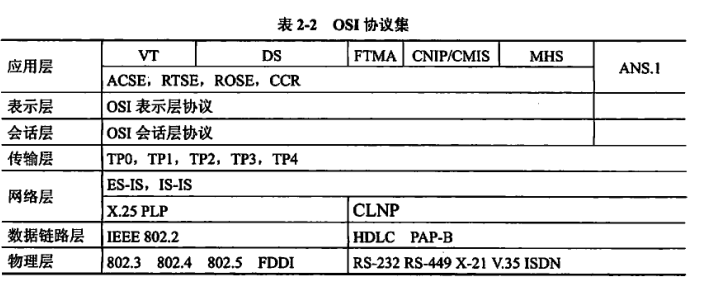 表 2-2 OSI 协议集
应用层 VT DS FTMA CNIP/CMIS MHS ANS.1
ACSE，RTSE，ROSE，CCR
表示层 OSI 表示层协议
会话层 OSI 会话层协议
传输层 TP0，TP1，TP2，TP3，TP4
网络层 ES-IS，IS-IS
X.25 PLP CLNP
数据链路层 IEEE 802.2 HDLC PAP-B
物理层 802.3 802.4 802.5 FDDI RS-232 RS-449 X-21 V.35 ISDN